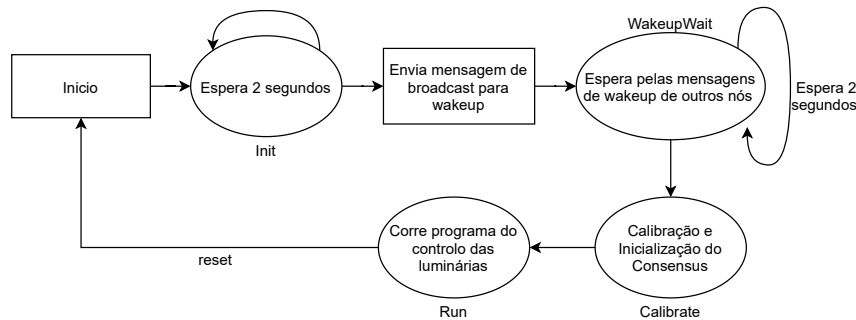 WakeupWait
Inicio
Espera 2 segundos
Init
Envia mensagem de
broadcast para
wakeup
Espera pelas mensagens
de wakeup de outros nós
Espera 2
segundos
Calibração e
Inicialização do
Consensus
Calibrate
Corre programa do
controlo das
luminárias
Run
reset